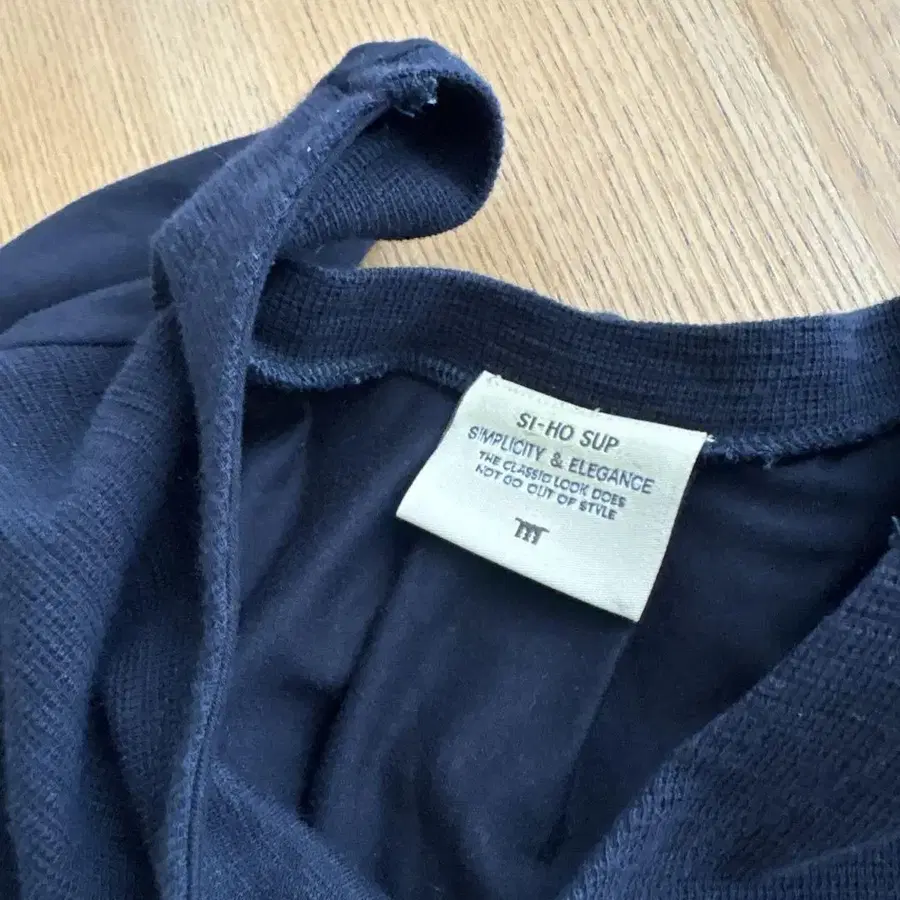 SI-HO SUP
SIMPLICITY & ELEGANCE
THE CLASSIC LOOK DOES
NOT GO OUT OF STYLE